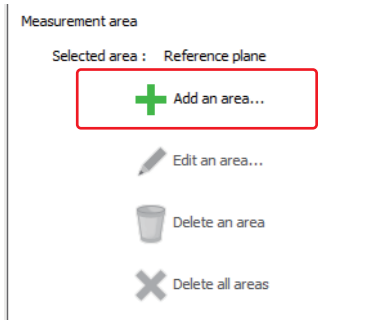 Measurement area
Selected area : Reference plane
Add an area...
Edit an area...
Delete an area
Delete all areas